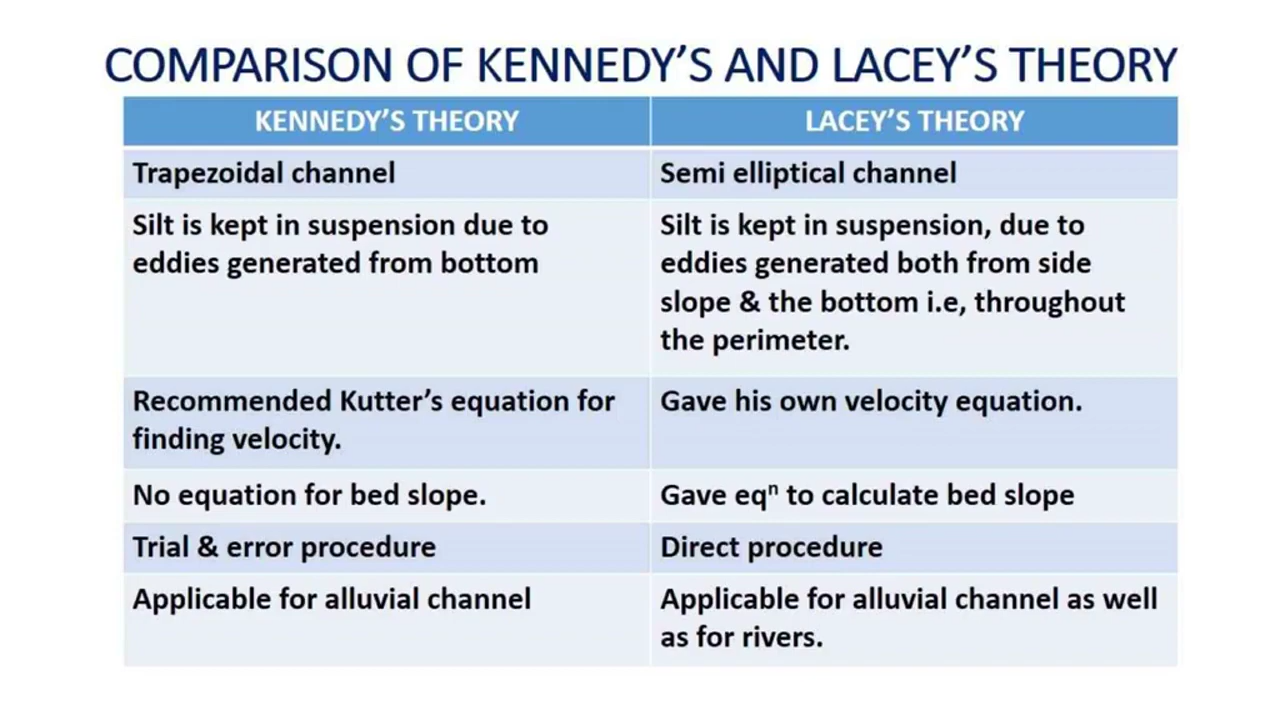 COMPARISON OF KENNEDY'S AND LACEY'S THEORY
KENNEDY'S THEORY
LACEY'S THEORY
Trapezoidal channel
Semi elliptical channel
Silt is kept in suspension due to
eddies generated from bottom
Silt is kept in suspension, due to
eddies generated both from side
slope & the bottom i.e, throughout
the perimeter.
Recommended Kutter's equation for
finding velocity.
Gave his own velocity equation.
No equation for bed slope.
Gave eqⁿ to calculate bed slope
Trial & error procedure
Direct procedure
Applicable for alluvial channel
Applicable for alluvial channel as well
as for rivers.